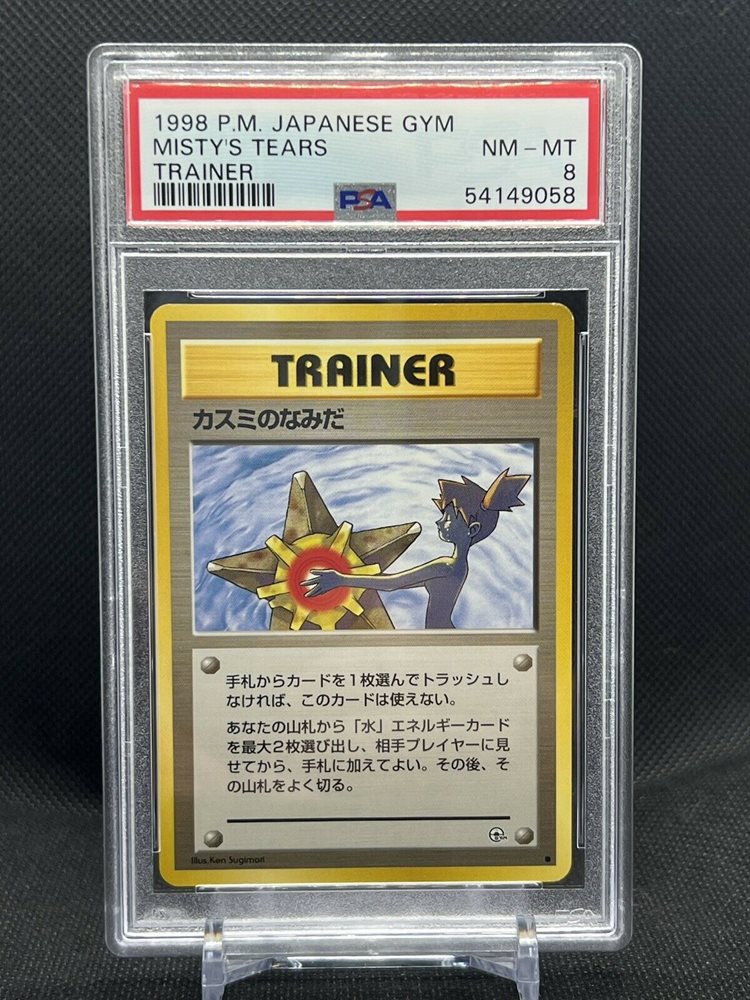 1998 P.M. JAPANESE GYM
MISTY'S TEARS NM - MT
TRAINER 8
PSA 54149058
TRAINER
カスミのなみだ
手札からカードを1枚選んでトラッシュし
なければ、このカードは使えない。
あなたの山札から「水」エネルギーカード
を最大2枚選び出し、相手プレイヤーに見
せてから、手札に加えてよい。その後、そ
の山札をよく切る。
Illus. Ken Sugimori